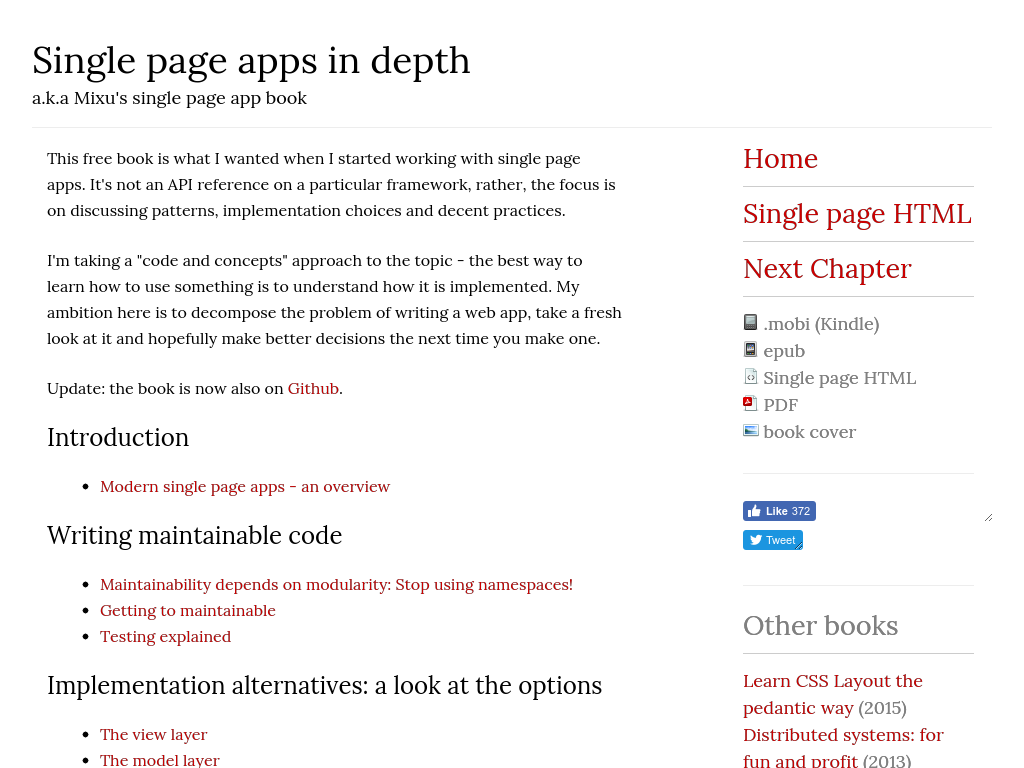 Single page apps in depth
a.k.a Mixu's single page app book
This free book is what I wanted when I started working with single page
apps. It's not an API reference on a particular framework, rather, the focus is
on discussing patterns, implementation choices and decent practices.
I'm taking a "code and concepts" approach to the topic - the best way to
learn how to use something is to understand how it is implemented. My
ambition here is to decompose the problem of writing a web app, take a fresh
look at it and hopefully make better decisions the next time you make one.
Update: the book is now also on Github.
Introduction
Modern single page apps - an overview
Writing maintainable code
Maintainability depends on modularity: Stop using namespaces!
Getting to maintainable
Testing explained
Implementation alternatives: a look at the options
The view layer
The model layer
Home
Single page HTML
Next Chapter
.mobi (Kindle)
epub
Single page HTML
PDF
book cover
Like 372
Tweet
Other books
Learn CSS Layout the
pedantic way (2015)
Distributed systems: for
fun and profit (2013)